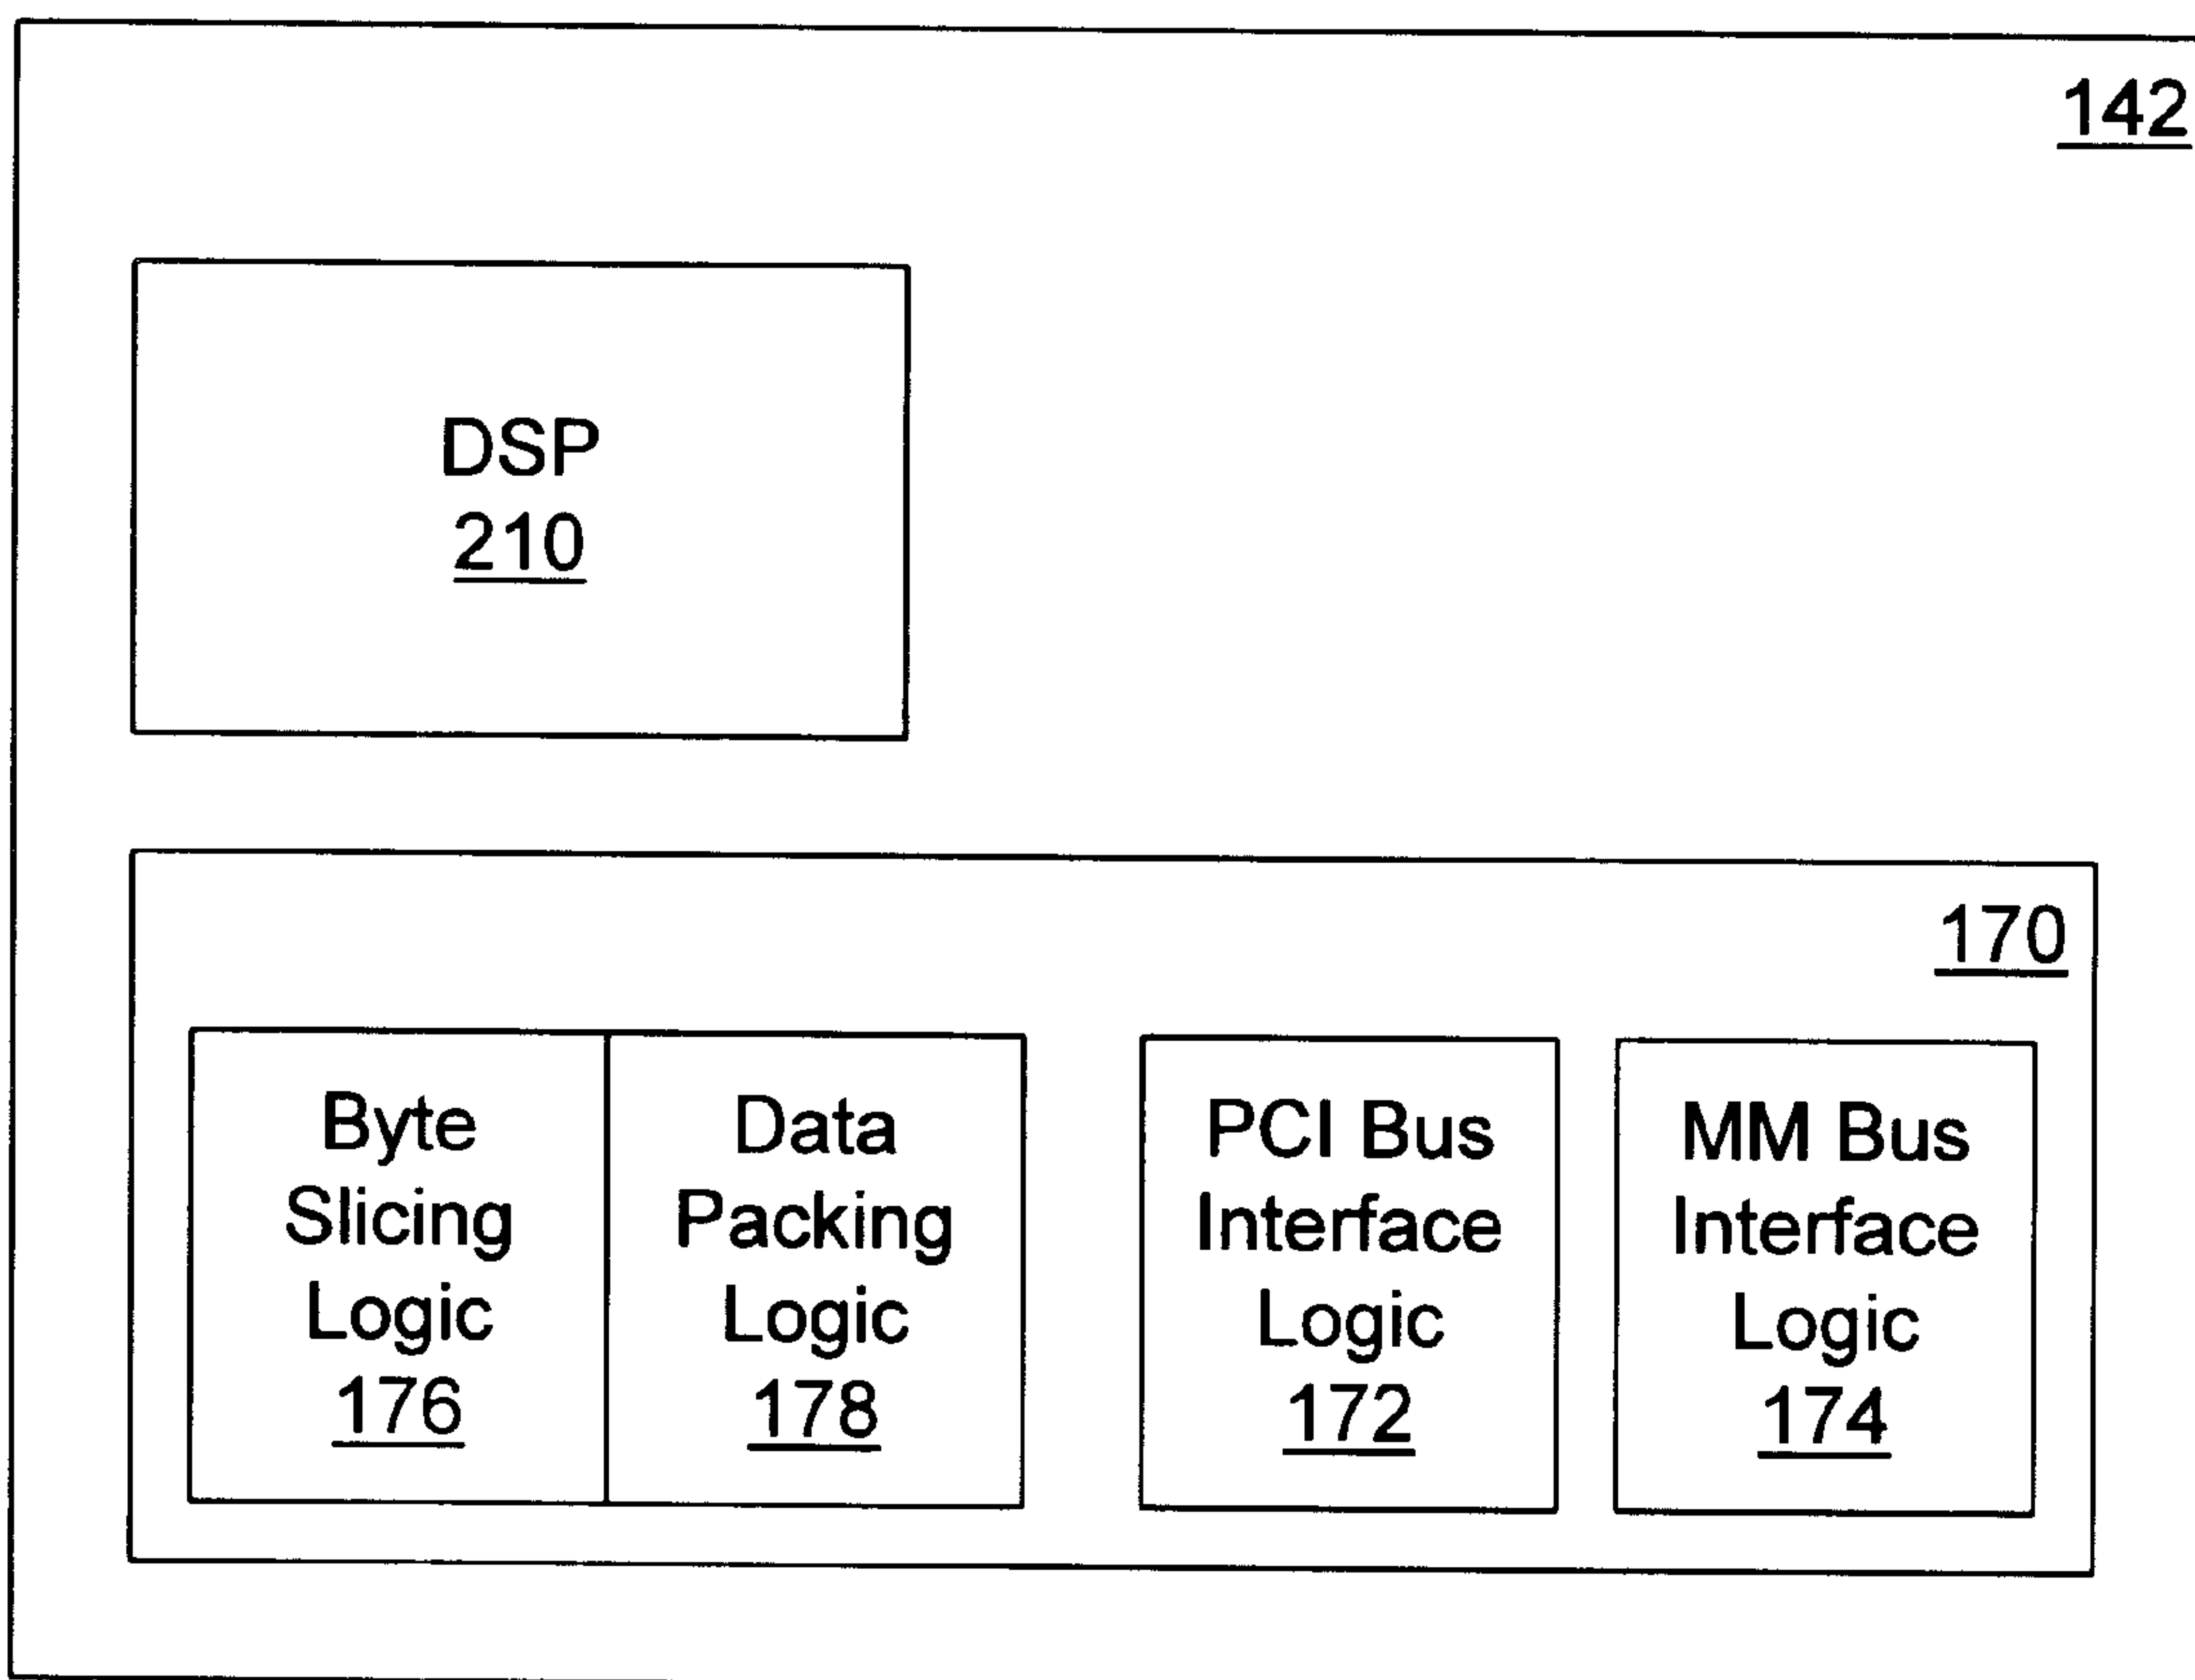 142
DSP
210
170
Byte
Slicing
Logic
176
Data
Packing
Logic
178
PCI Bus
Interface
Logic
172
MM Bus
Interface
Logic
174